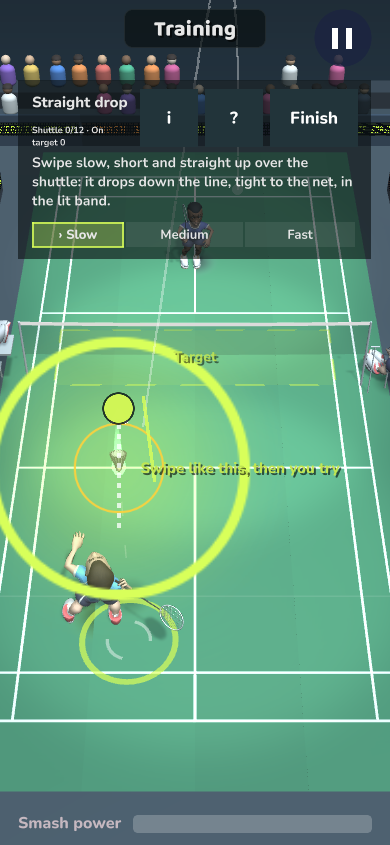 Training
Straight drop
i
?
Finish
Shuttle 0/12 · On
target 0
Swipe slow, short and straight up over the
shuttle: it drops down the line, tight to the net, in
the lit band.
› Slow
Medium
Fast
Target
Swipe like this, then you try
Smash power